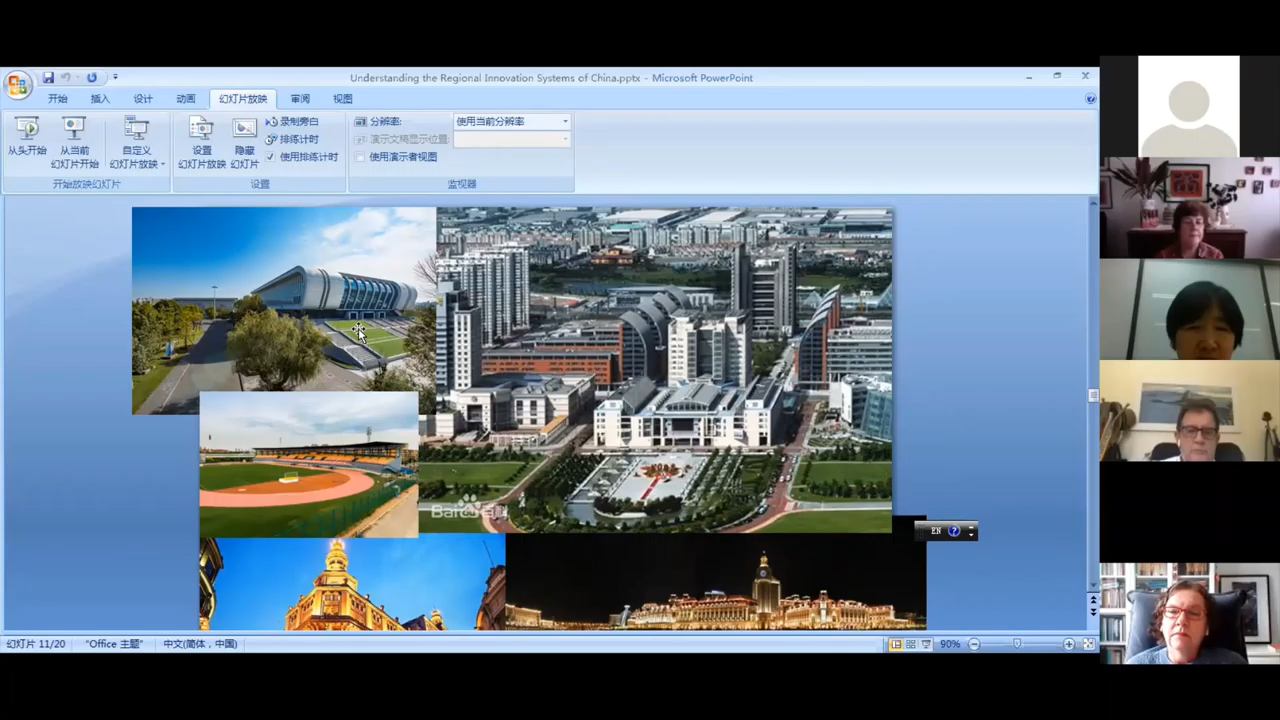 Understanding the Regional Innovation Systems of China.pptx - Microsoft PowerPoint
开始 插入 设计 动画 幻灯片放映 审阅 视图
从头开始
从当前
幻灯片开始
自定义
幻灯片放映
开始放映幻灯片
设置
幻灯片放映
隐藏
幻灯片
录制旁白
排练计时
使用排练计时
设置
分辨率: 使用当前分辨率
演示文稿显示位置:
使用演示者视图
监视器
Bai 百科
EN
幻灯片 11/20 "Office 主题" 中文(简体，中国) 90%